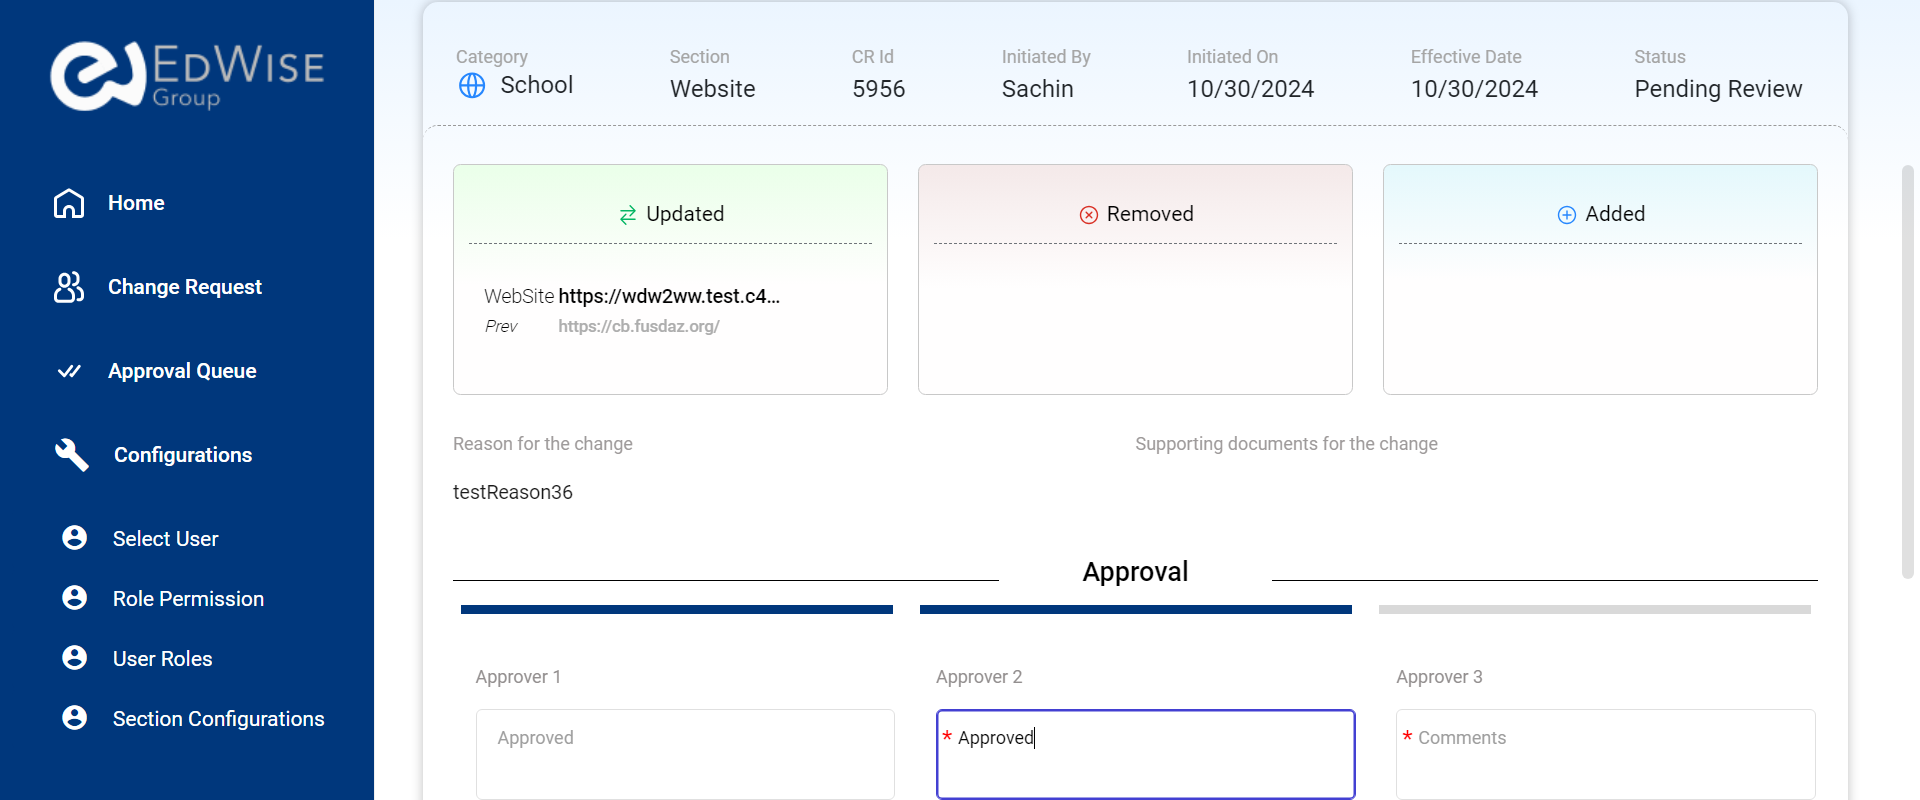 EDWISE
Group
Home
Change Request
Approval Queue
Configurations
Select User
Role Permission
User Roles
Section Configurations
Category
School
Section
Website
CR Id
5956
Initiated By
Sachin
Initiated On
10/30/2024
Effective Date
10/30/2024
Status
Pending Review
Updated
WebSite https://wdw2ww.test.c4...
Prev https://cb.fusdaz.org/
Removed
Added
Reason for the change
testReason36
Supporting documents for the change
Approval
Approver 1
Approved
Approver 2
* Approved
Approver 3
* Comments